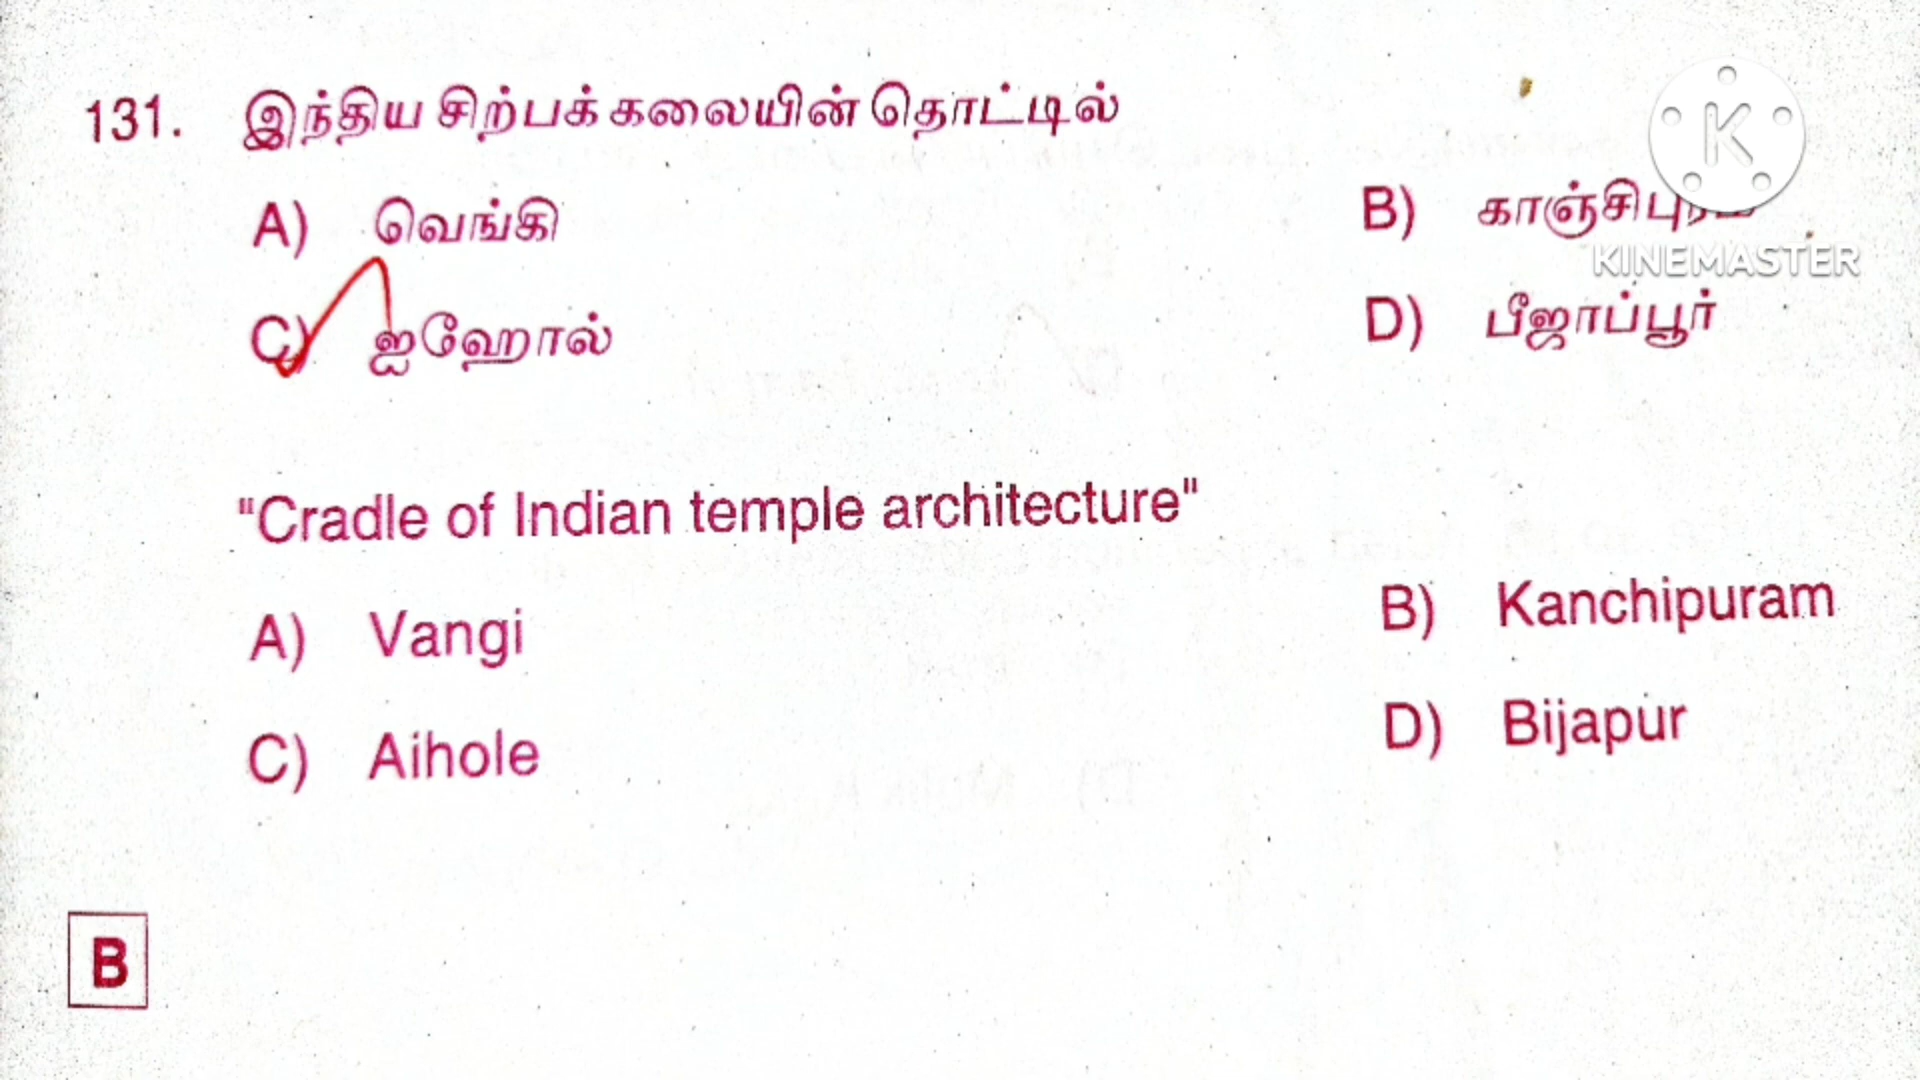 131. இந்திய சிற்பக் கலையின் தொட்டில்
A) வெங்கி B)
C) ஐஹோல் D) பீஜாப்பூர்
"Cradle of Indian temple architecture"
A) Vangi B) Kanchipuram
C) Aihole D) Bijapur
B
K
KINEMASTER